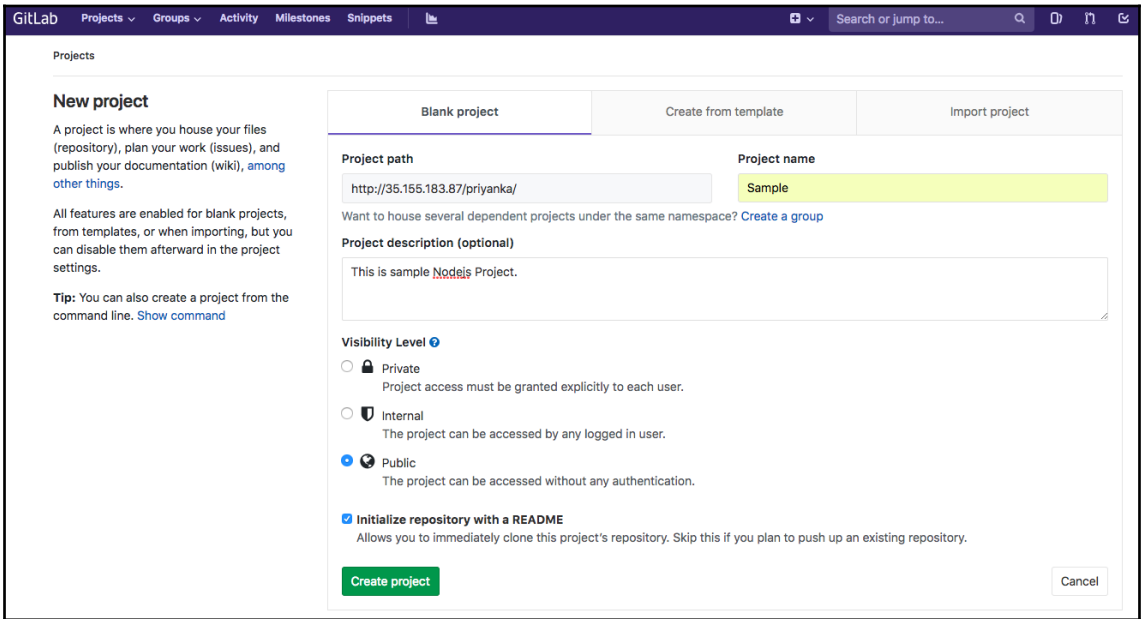 GitLab Projects Groups Activity Milestones Snippets Search or jump to...
Projects
New project
A project is where you house your files
(repository), plan your work (issues), and
publish your documentation (wiki), among
other things.
All features are enabled for blank projects,
from templates, or when importing, but you
can disable them afterward in the project
settings.
Tip: You can also create a project from the
command line. Show command
Blank project Create from template Import project
Project path Project name
http://35.155.183.87/priyanka/ Sample
Want to house several dependent projects under the same namespace? Create a group
Project description (optional)
This is sample Nodejs Project.
Visibility Level
Private
Project access must be granted explicitly to each user.
Internal
The project can be accessed by any logged in user.
Public
The project can be accessed without any authentication.
Initialize repository with a README
Allows you to immediately clone this project's repository. Skip this if you plan to push up an existing repository.
Create project Cancel